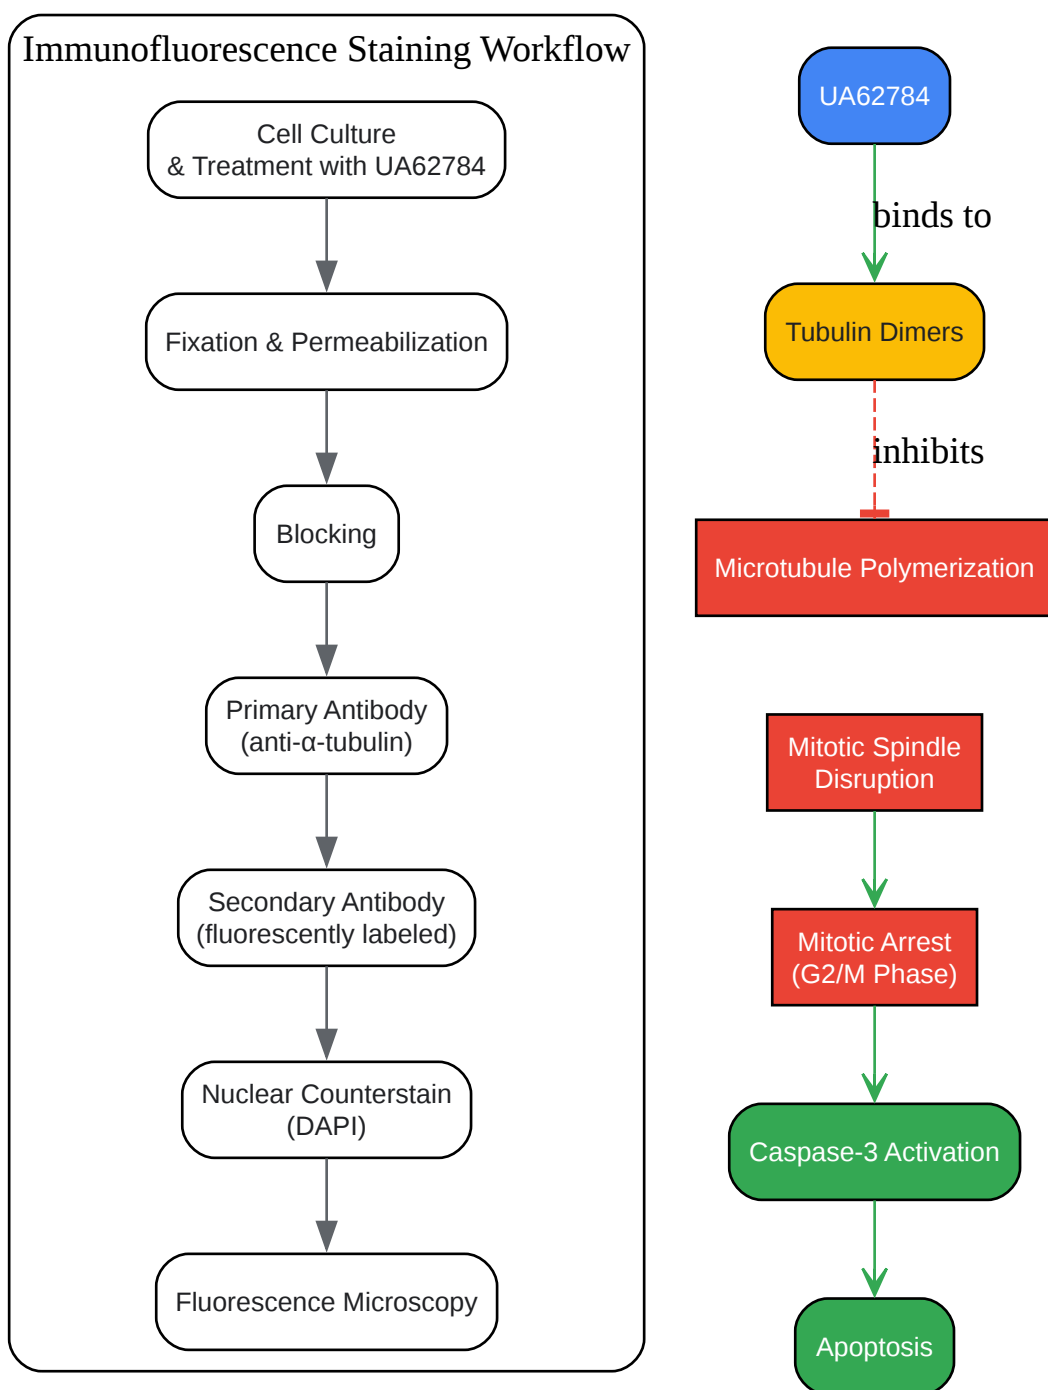 Immunofluorescence Staining Workflow
Cell Culture
& Treatment with UA62784
Fixation & Permeabilization
Blocking
Primary Antibody
(anti-α-tubulin)
Secondary Antibody
(fluorescently labeled)
Nuclear Counterstain
(DAPI)
Fluorescence Microscopy
UA62784
binds to
Tubulin Dimers
inhibits
Microtubule Polymerization
Mitotic Spindle
Disruption
Mitotic Arrest
(G2/M Phase)
Caspase-3 Activation
Apoptosis